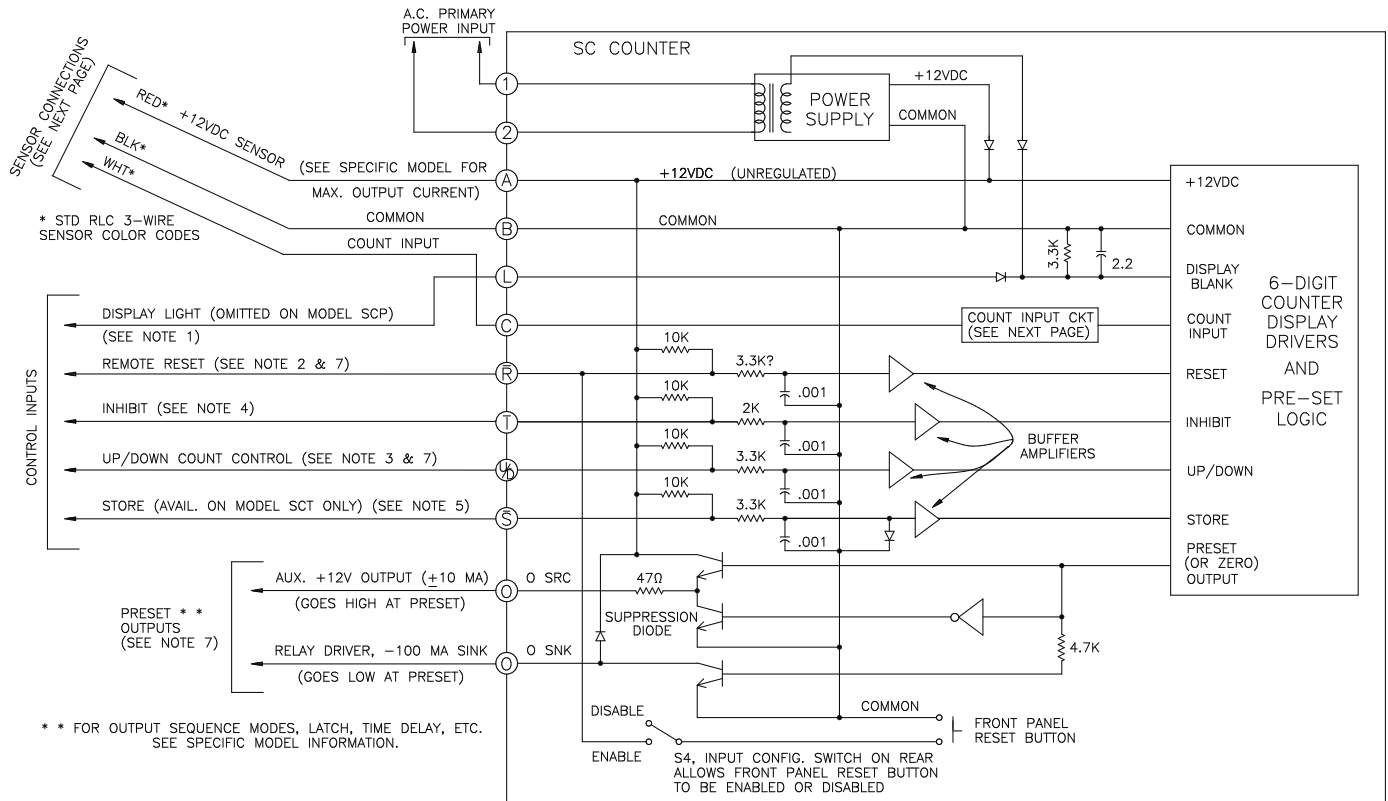 A.C. PRIMARY
POWER INPUT
SC COUNTER
SENSOR CONNECTIONS
(SEE NEXT PAGE)
RED*
+12VDC SENSOR
BLK*
WHT*
(SEE SPECIFIC MODEL FOR
MAX. OUTPUT CURRENT)
* STD RLC 3-WIRE
SENSOR COLOR CODES
COMMON
COUNT INPUT
1
2
A
B
L
C
R̅
T
U/D
S̅
O
O
POWER
SUPPLY
+12VDC
COMMON
+12VDC (UNREGULATED)
COMMON
3.3K
2.2
+12VDC
COMMON
DISPLAY
BLANK
COUNT
INPUT
RESET
INHIBIT
UP/DOWN
STORE
PRESET
(OR ZERO)
OUTPUT
6-DIGIT
COUNTER
DISPLAY
DRIVERS
AND
PRE-SET
LOGIC
CONTROL INPUTS
DISPLAY LIGHT (OMITTED ON MODEL SCP)
(SEE NOTE 1)
REMOTE RESET (SEE NOTE 2 & 7)
INHIBIT (SEE NOTE 4)
UP/DOWN COUNT CONTROL (SEE NOTE 3 & 7)
STORE (AVAIL. ON MODEL SCT ONLY) (SEE NOTE 5)
COUNT INPUT CKT
(SEE NEXT PAGE)
10K
3.3K?
.001
10K
2K
.001
10K
3.3K
.001
10K
3.3K
.001
BUFFER
AMPLIFIERS
PRESET * *
OUTPUTS
(SEE NOTE 7)
AUX. +12V OUTPUT (±10 MA)
(GOES HIGH AT PRESET)
O SRC
47Ω
SUPPRESSION
DIODE
RELAY DRIVER, -100 MA SINK
(GOES LOW AT PRESET)
O SNK
4.7K
* * FOR OUTPUT SEQUENCE MODES, LATCH, TIME DELAY, ETC.
SEE SPECIFIC MODEL INFORMATION.
DISABLE
ENABLE
COMMON
FRONT PANEL
RESET BUTTON
S4, INPUT CONFIG. SWITCH ON REAR
ALLOWS FRONT PANEL RESET BUTTON
TO BE ENABLED OR DISABLED